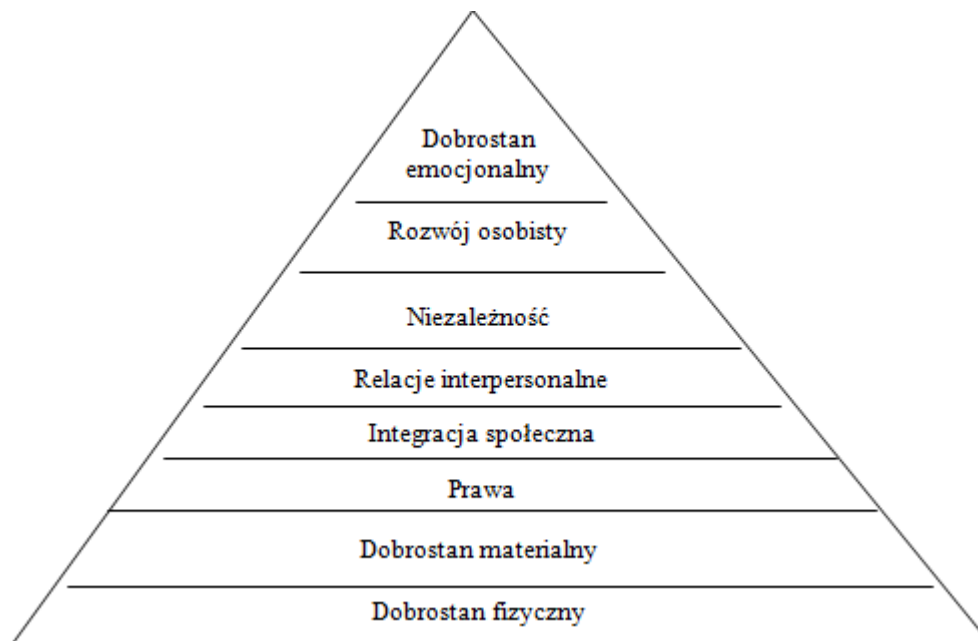 Dobrostan
emocjonalny
Rozwój osobisty
Niezależność
Relacje interpersonalne
Integracja społeczna
Prawa
Dobrostan materialny
Dobrostan fizyczny